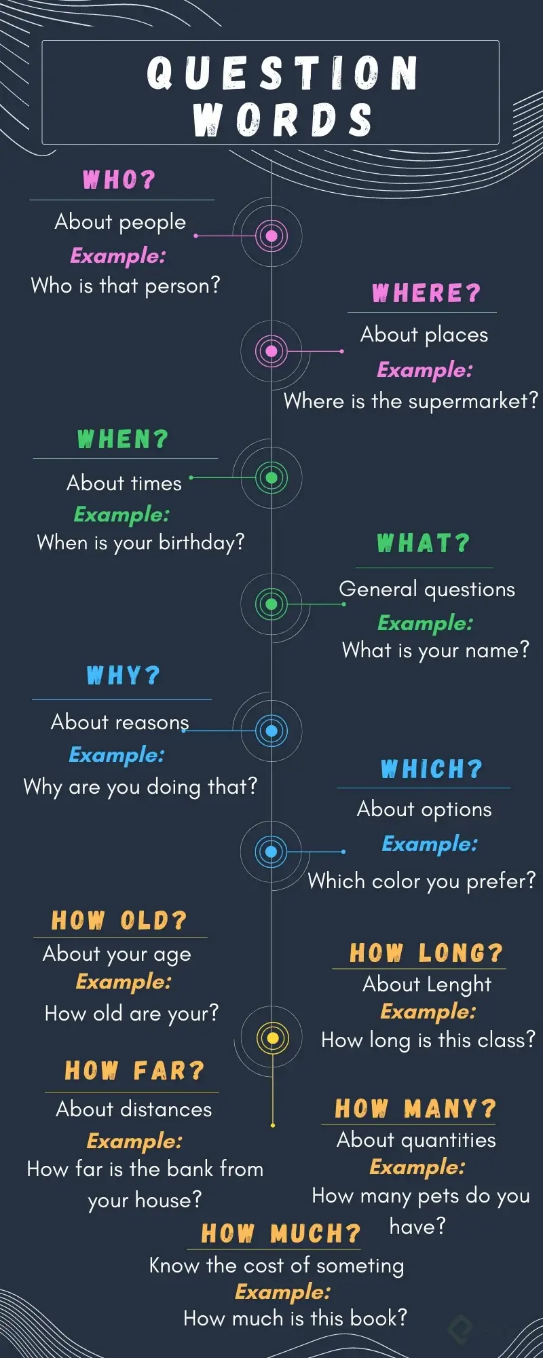 QUESTION
WORDS
WHO?
About people
Example:
Who is that person?
WHERE?
About places
Example:
Where is the supermarket?
WHEN?
About times
Example:
When is your birthday?
WHAT?
General questions
Example:
What is your name?
WHY?
About reasons
Example:
Why are you doing that?
WHICH?
About options
Example:
Which color you prefer?
HOW OLD?
About your age
Example:
How old are your?
HOW LONG?
About Lenght
Example:
How long is this class?
HOW FAR?
About distances
Example:
How far is the bank from
your house?
HOW MANY?
About quantities
Example:
How many pets do you
have?
HOW MUCH?
Know the cost of someting
Example:
How much is this book?